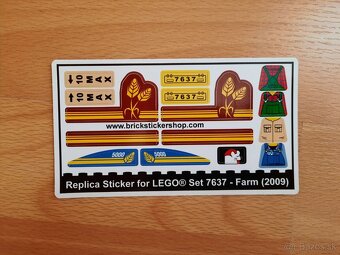 ← 10 MAX
→ 10 MAX
7637
7637
www.brickstickershop.com
5000
5000
Replica Sticker for LEGO® Set 7637 - Farm (2009)